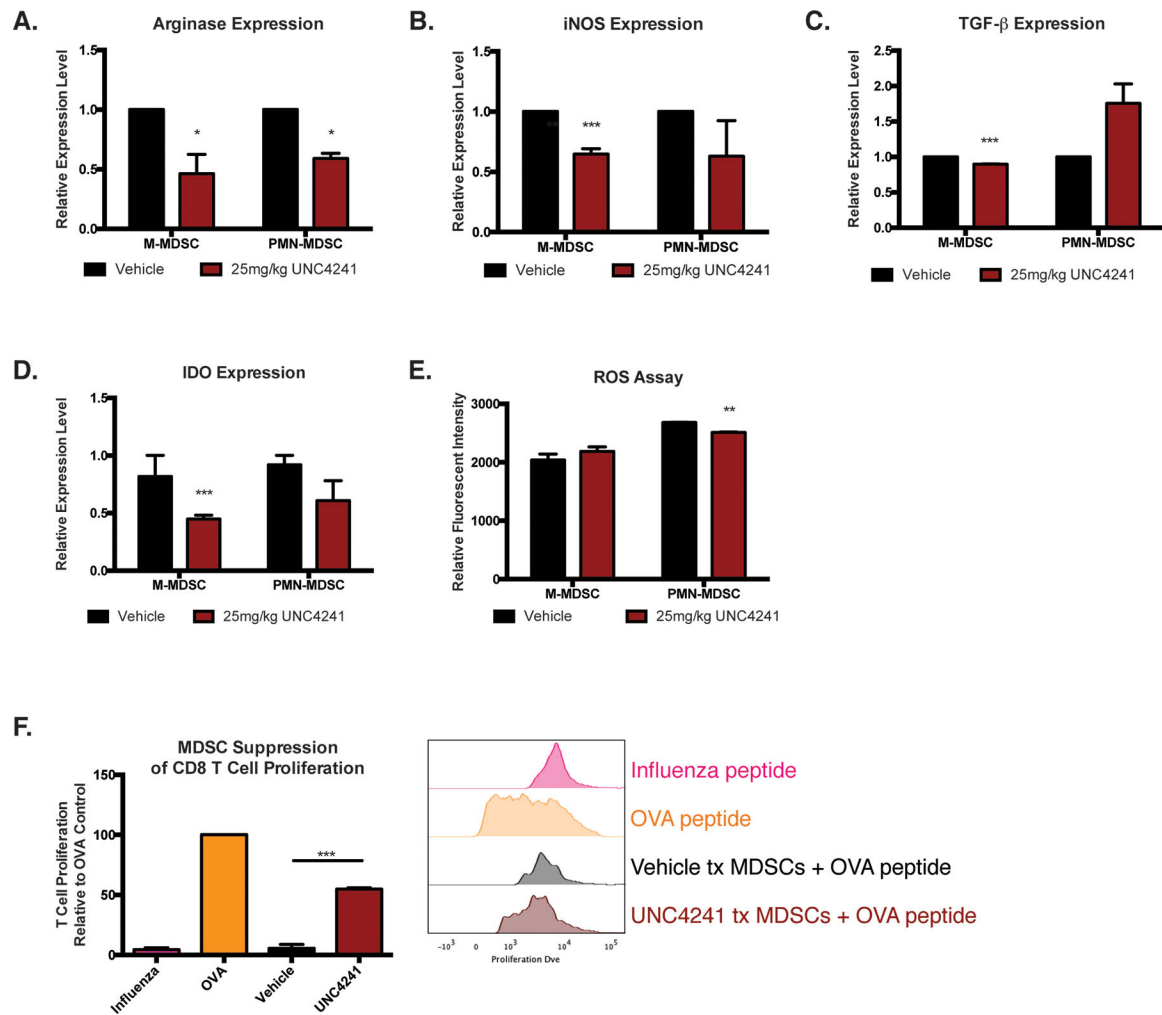 A.
Arginase Expression
Relative Expression Level
1.5
1.0
0.5
0.0
*
*
M-MDSC
PMN-MDSC
Vehicle
25mg/kg UNC4241
B.
iNOS Expression
Relative Expression Level
1.5
1.0
0.5
0.0
**
***
M-MDSC
PMN-MDSC
Vehicle
25mg/kg UNC4241
C.
TGF-β Expression
Relative Expression Level
2.5
2.0
1.5
1.0
0.5
0.0
***
M-MDSC
PMN-MDSC
Vehicle
25mg/kg UNC4241
D.
IDO Expression
Relative Expression Level
1.5
1.0
0.5
0.0
***
M-MDSC
PMN-MDSC
Vehicle
25mg/kg UNC4241
E.
ROS Assay
Relative Fluorescent Intensity
3000
2000
1000
0
**
M-MDSC
PMN-MDSC
Vehicle
25mg/kg UNC4241
F.
MDSC Suppression
of CD8 T Cell Proliferation
T Cell Proliferation
Relative to OVA Control
150
100
50
0
***
Influenza
OVA
Vehicle
UNC4241
Influenza peptide
OVA peptide
Vehicle tx MDSCs + OVA peptide
UNC4241 tx MDSCs + OVA peptide
-10³
0
10³
10⁴
10⁵
Proliferation Dve